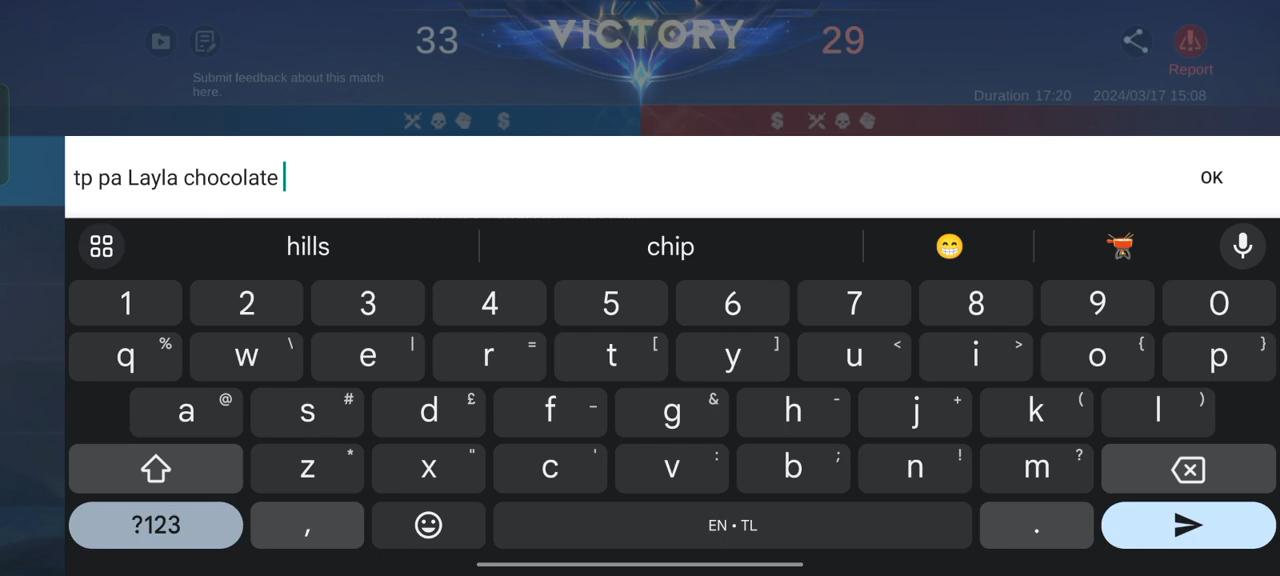 33
VICTORY
29
Submit feedback about this match
here.
Report
Duration 17:20
2024/03/17 15:08
tp pa Layla chocolate
OK
hills
chip
1 2 3 4 5 6 7 8 9 0
q % w \ e | r = t [ y ] u < i > o { p }
a @ s # d £ f _ g & h - j + k ( l )
z * x " c ' v : b ; n ! m ?
?123 , EN • TL .